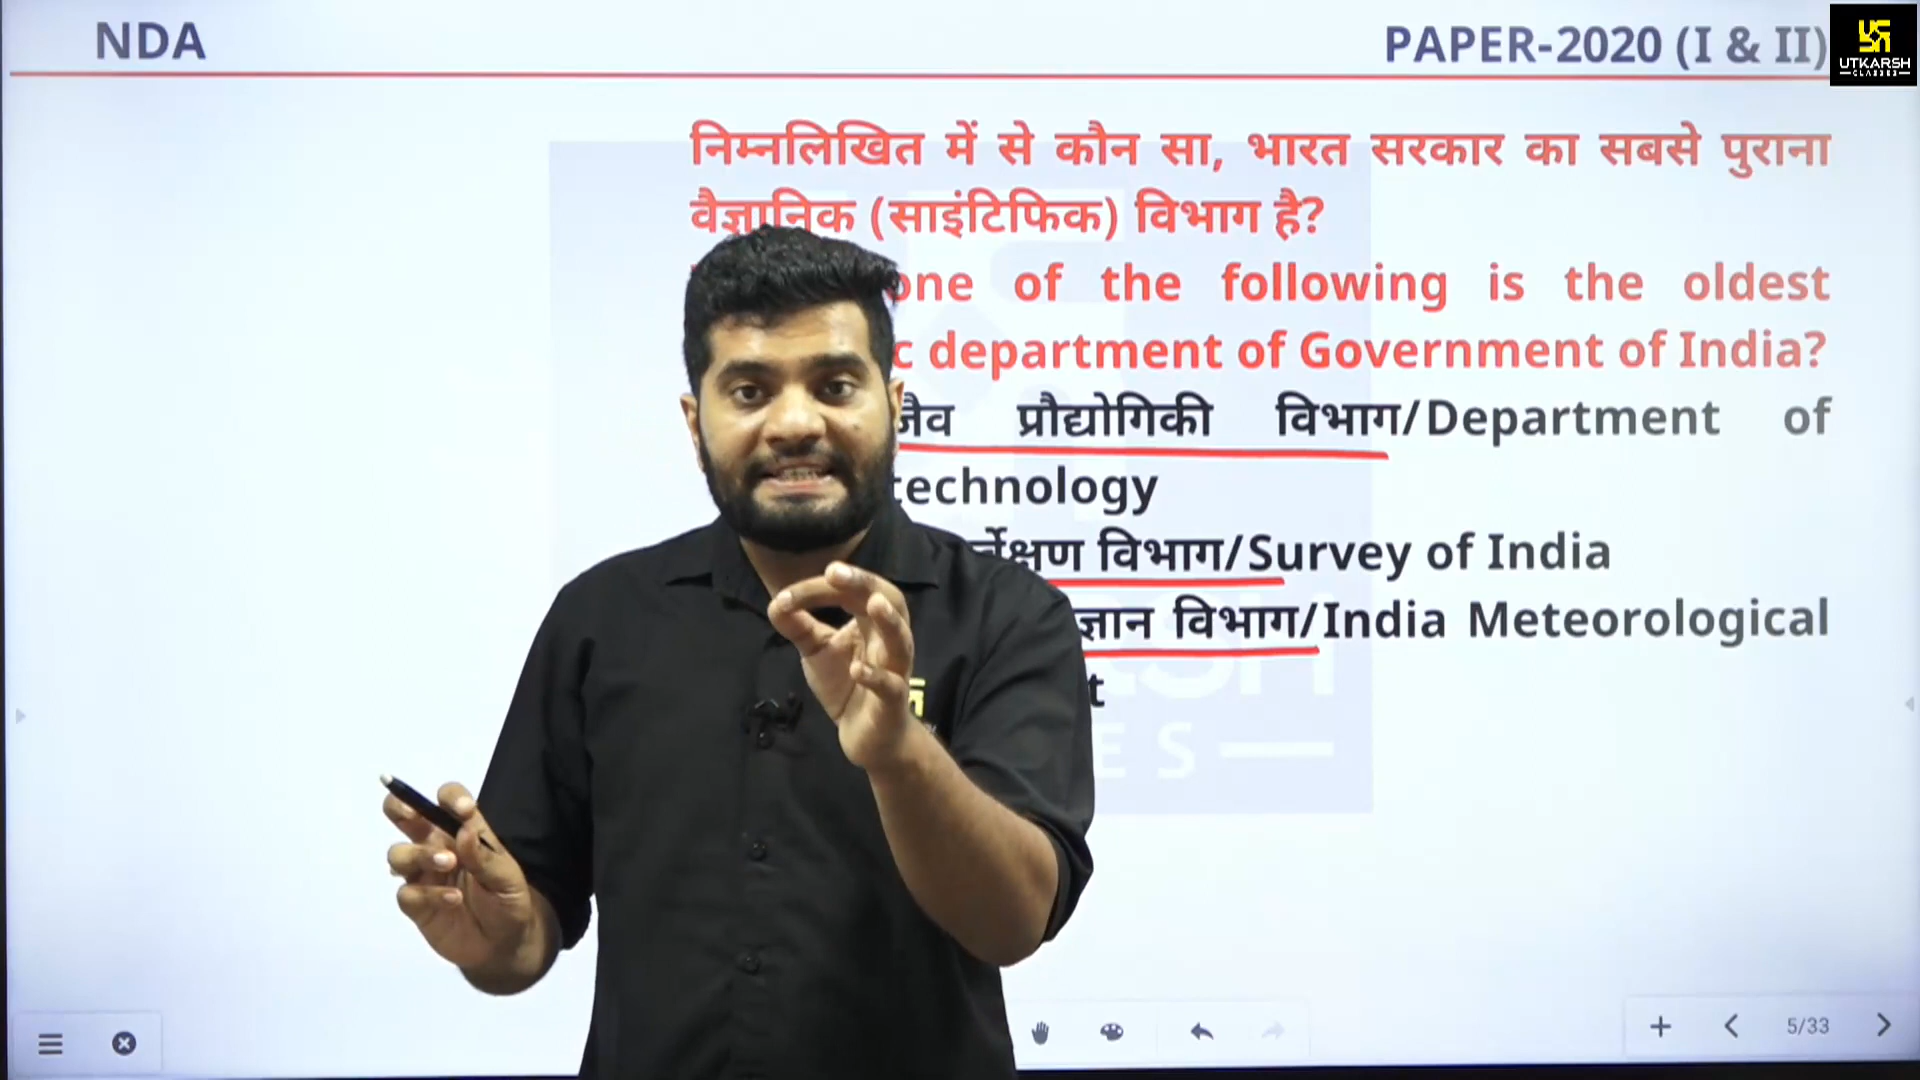 NDA
PAPER-2020 (I & II)
UTKARSH
CLASSES
निम्नलिखित में से कौन सा, भारत सरकार का सबसे पुराना
वैज्ञानिक (साइंटिफिक) विभाग है?
one of the following is the oldest
department of Government of India?
जैव प्रौद्योगिकी विभाग/Department of
technology
विभाग/Survey of India
विभाग/India Meteorological
5/33